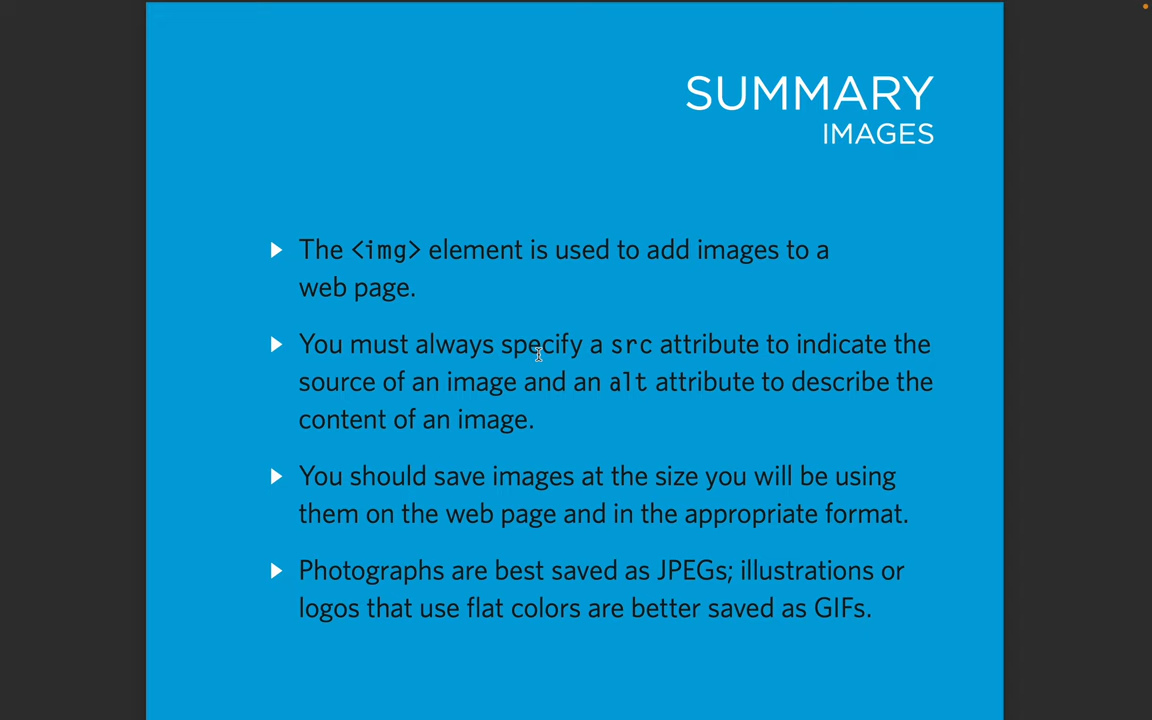 SUMMARY
IMAGES
The <img> element is used to add images to a
web page.
You must always specify a src attribute to indicate the
source of an image and an alt attribute to describe the
content of an image.
You should save images at the size you will be using
them on the web page and in the appropriate format.
Photographs are best saved as JPEGs; illustrations or
logos that use flat colors are better saved as GIFs.